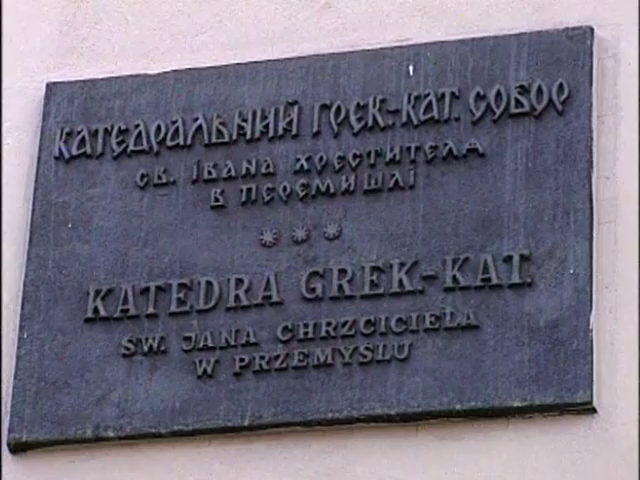 КАТЕДРАЛЬНИЙ ГРЕК.-КАТ. СОБОР
СВ. ІВАНА ХРЕСТИТЕЛЯ
В ПЕРЕМИШЛІ
* * *
KATEDRA GREK.-KAT.
ŚW. JANA CHRZCICIELA
W PRZEMYŚLU